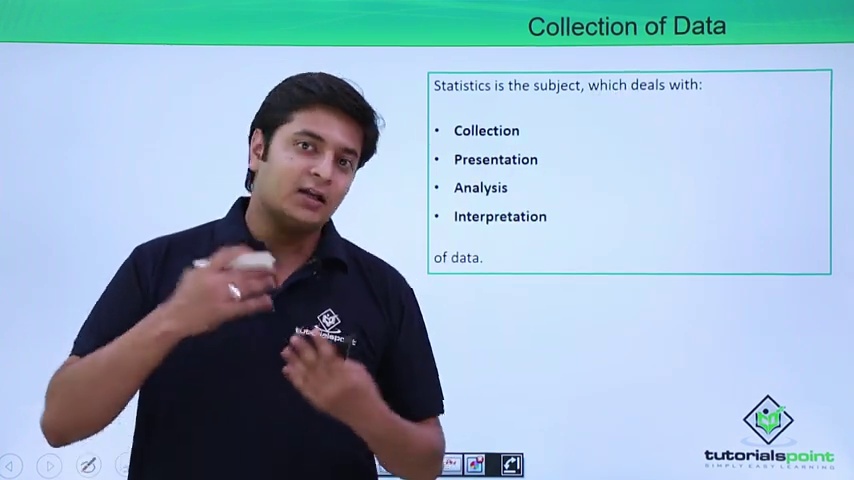 Collection of Data
Statistics is the subject, which deals with:
• Collection
• Presentation
• Analysis
• Interpretation
of data.
tutorialspoint
tutorialspoint
SIMPLY EASY LEARNING